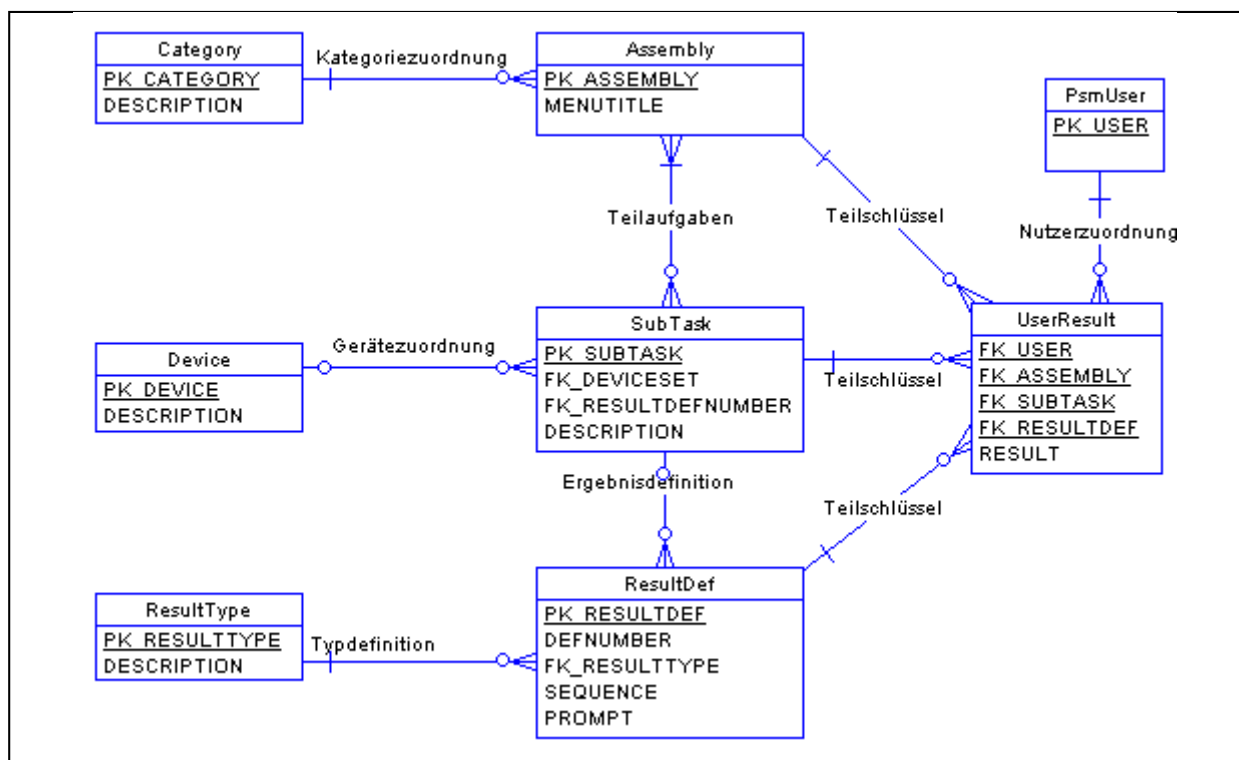 Category
PK_CATEGORY
DESCRIPTION
Kategoriezuordnung
Assembly
PK_ASSEMBLY
MENUTITLE
PsmUser
PK_USER
Teilaufgaben
Teilschlüssel
Nutzerzuordnung
Device
PK_DEVICE
DESCRIPTION
Gerätezuordnung
SubTask
PK_SUBTASK
FK_DEVICESET
FK_RESULTDEFNUMBER
DESCRIPTION
Teilschlüssel
UserResult
FK_USER
FK_ASSEMBLY
FK_SUBTASK
FK_RESULTDEF
RESULT
Ergebnisdefinition
Teilschlüssel
ResultType
PK_RESULTTYPE
DESCRIPTION
Typdefinition
ResultDef
PK_RESULTDEF
DEFNUMBER
FK_RESULTTYPE
SEQUENCE
PROMPT